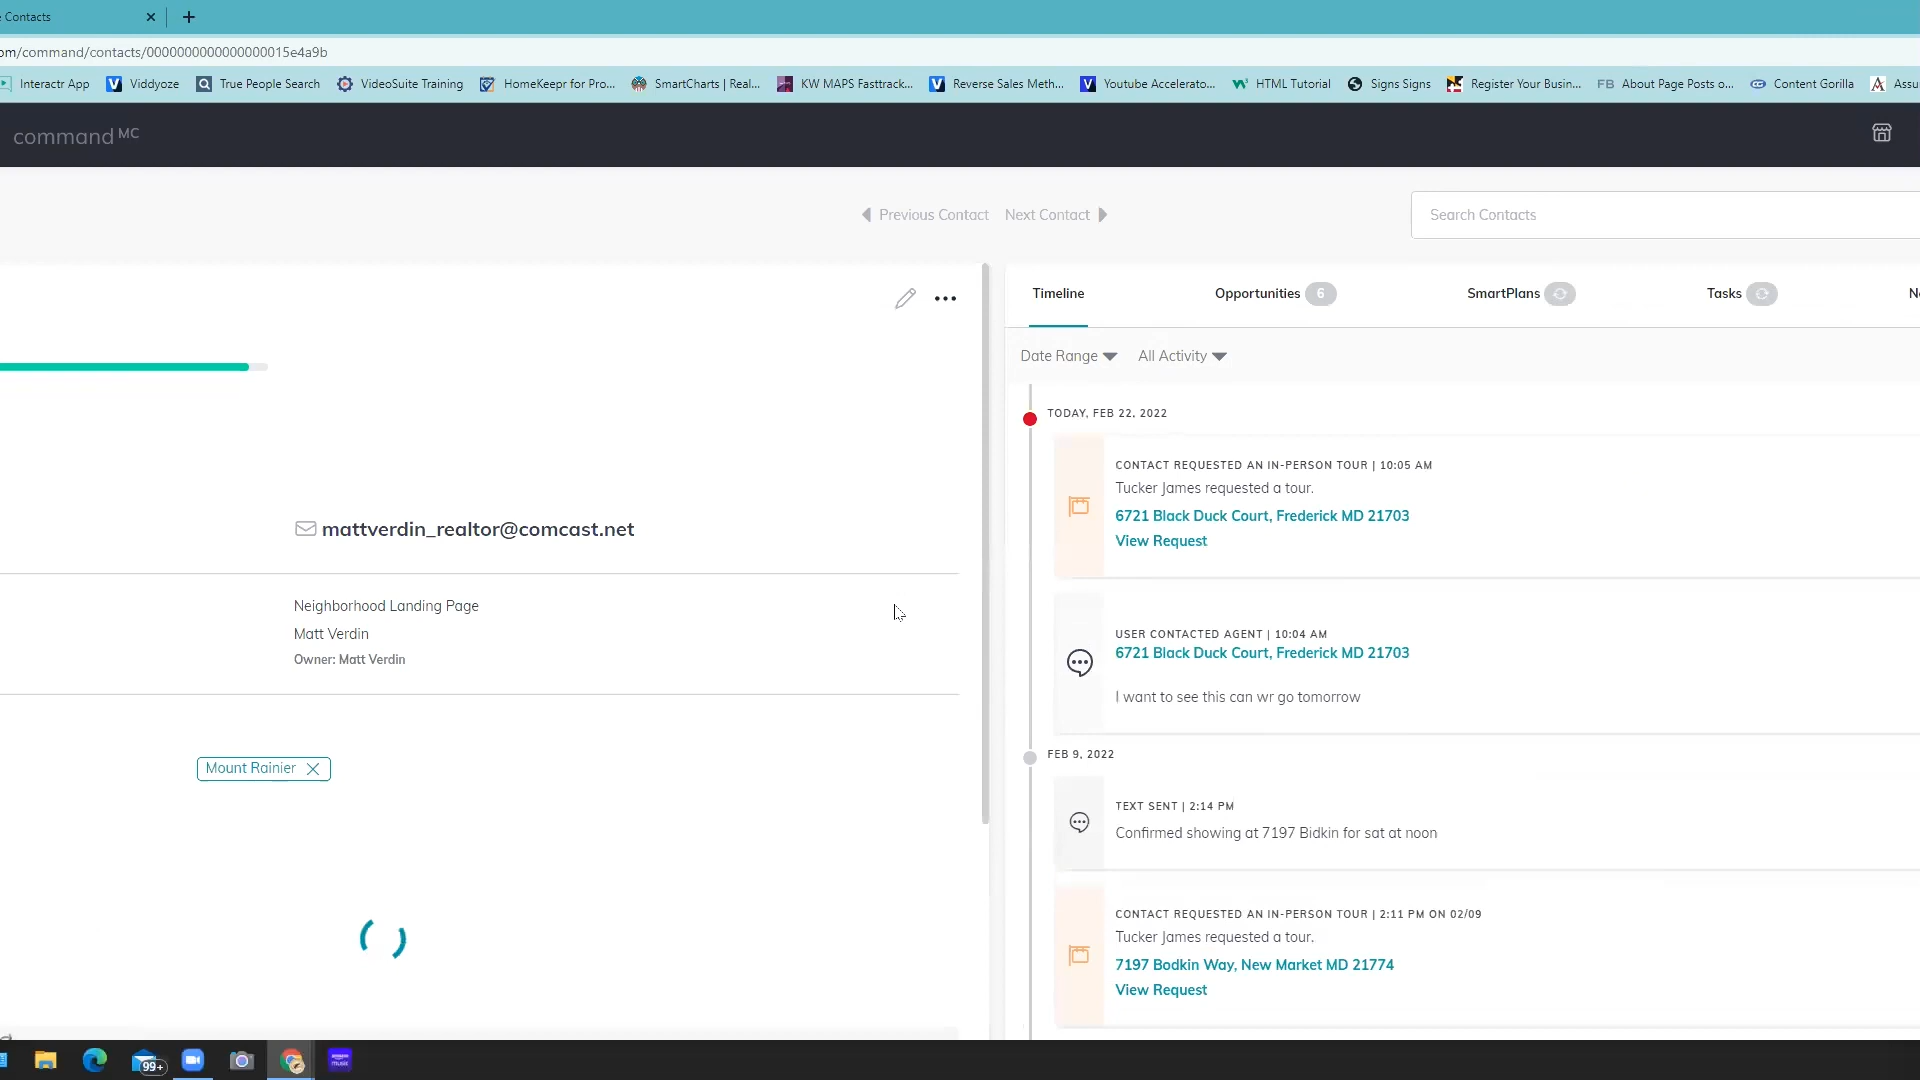 Contacts
om/command/contacts/0000000000000000015e4a9b
Interactr App
Viddyoze
True People Search
VideoSuite Training
HomeKeepr for Pro...
SmartCharts | Real...
KW MAPS Fasttrack...
Reverse Sales Meth...
Youtube Accelerato...
HTML Tutorial
Signs Signs
Register Your Busin...
FB About Page Posts o...
Content Gorilla
Assu
command MC
Previous Contact Next Contact
Search Contacts
Timeline
Opportunities 6
SmartPlans
Tasks
Date Range
All Activity
mattverdin_realtor@comcast.net
Neighborhood Landing Page
Matt Verdin
Owner: Matt Verdin
Mount Rainier
TODAY, FEB 22, 2022
CONTACT REQUESTED AN IN-PERSON TOUR | 10:05 AM
Tucker James requested a tour.
6721 Black Duck Court, Frederick MD 21703
View Request
USER CONTACTED AGENT | 10:04 AM
6721 Black Duck Court, Frederick MD 21703
I want to see this can wr go tomorrow
FEB 9, 2022
TEXT SENT | 2:14 PM
Confirmed showing at 7197 Bidkin for sat at noon
CONTACT REQUESTED AN IN-PERSON TOUR | 2:11 PM ON 02/09
Tucker James requested a tour.
7197 Bodkin Way, New Market MD 21774
View Request
99+